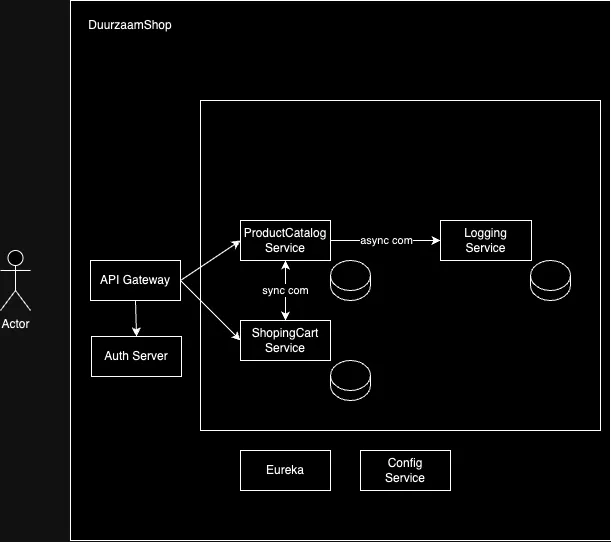 DuurzaamShop
ProductCatalog
Service
async com
Logging
Service
API Gateway
sync com
Actor
ShopingCart
Service
Auth Server
Eureka
Config
Service